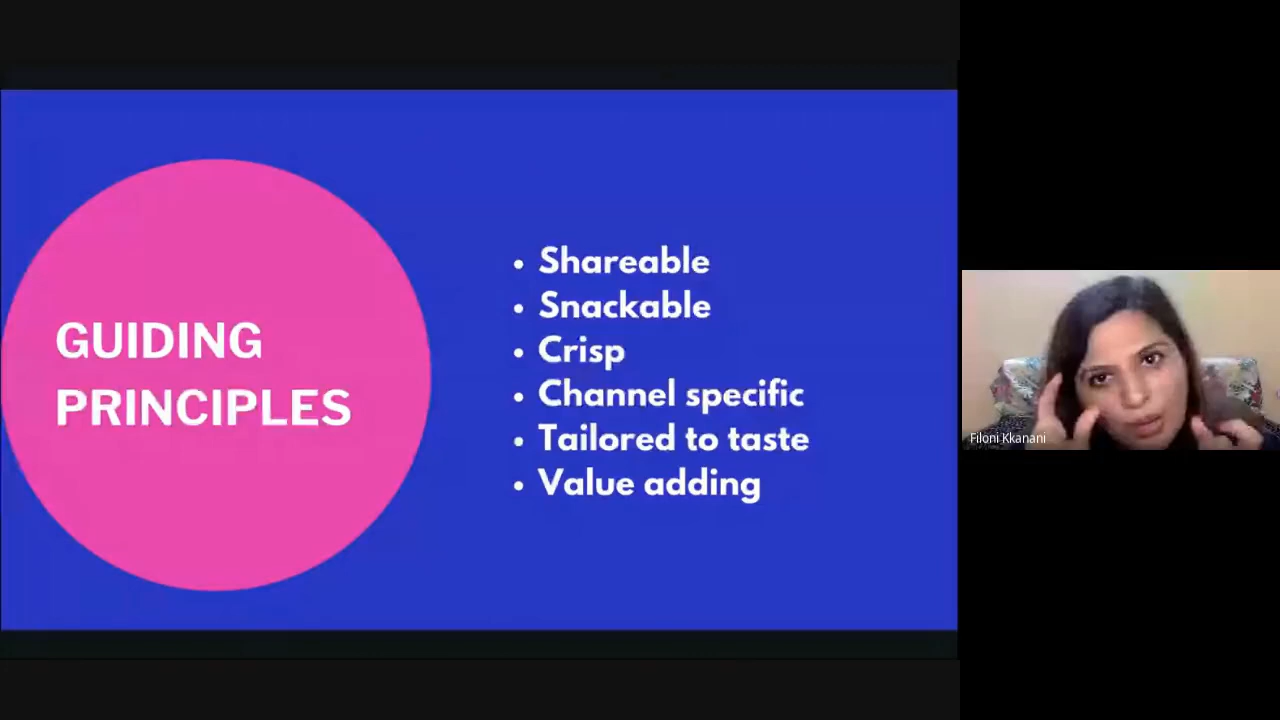 GUIDING
PRINCIPLES
• Shareable
• Snackable
• Crisp
• Channel specific
• Tailored to taste
• Value adding
Filoni Kkanani